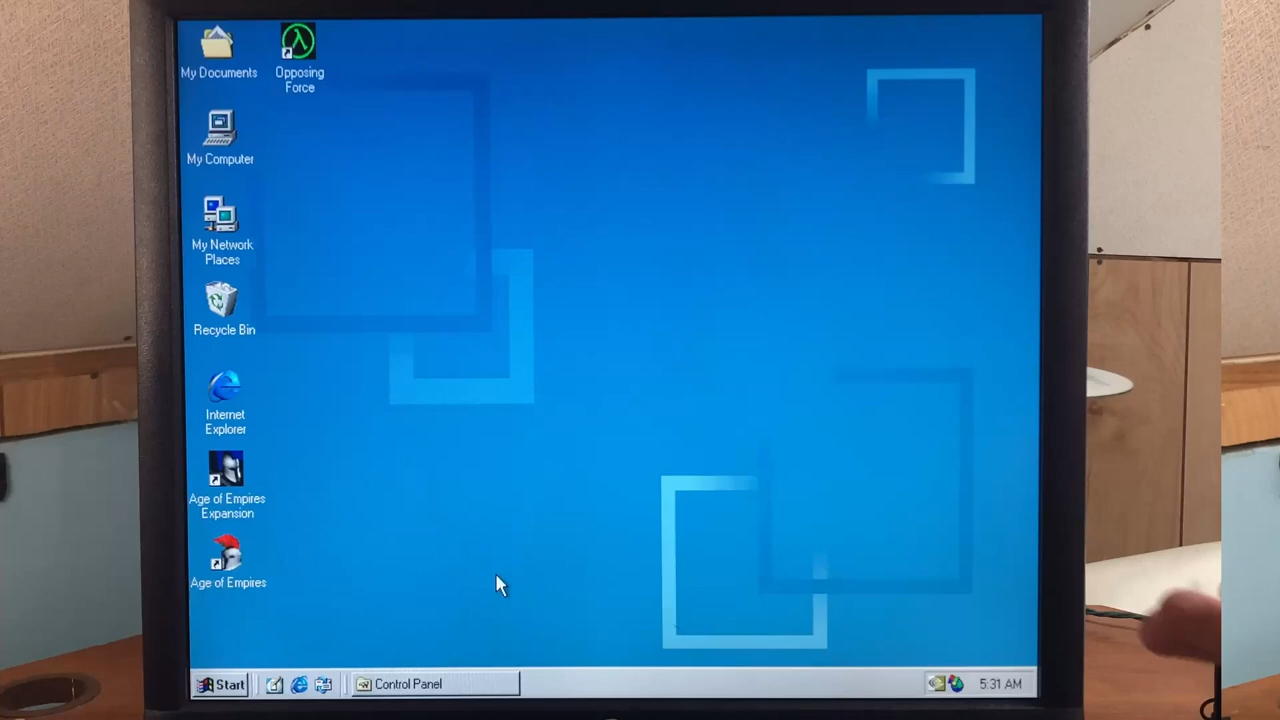 My Documents
Opposing
Force
My Computer
My Network
Places
Recycle Bin
Internet
Explorer
Age of Empires
Expansion
Age of Empires
Start
Control Panel
5:31 AM